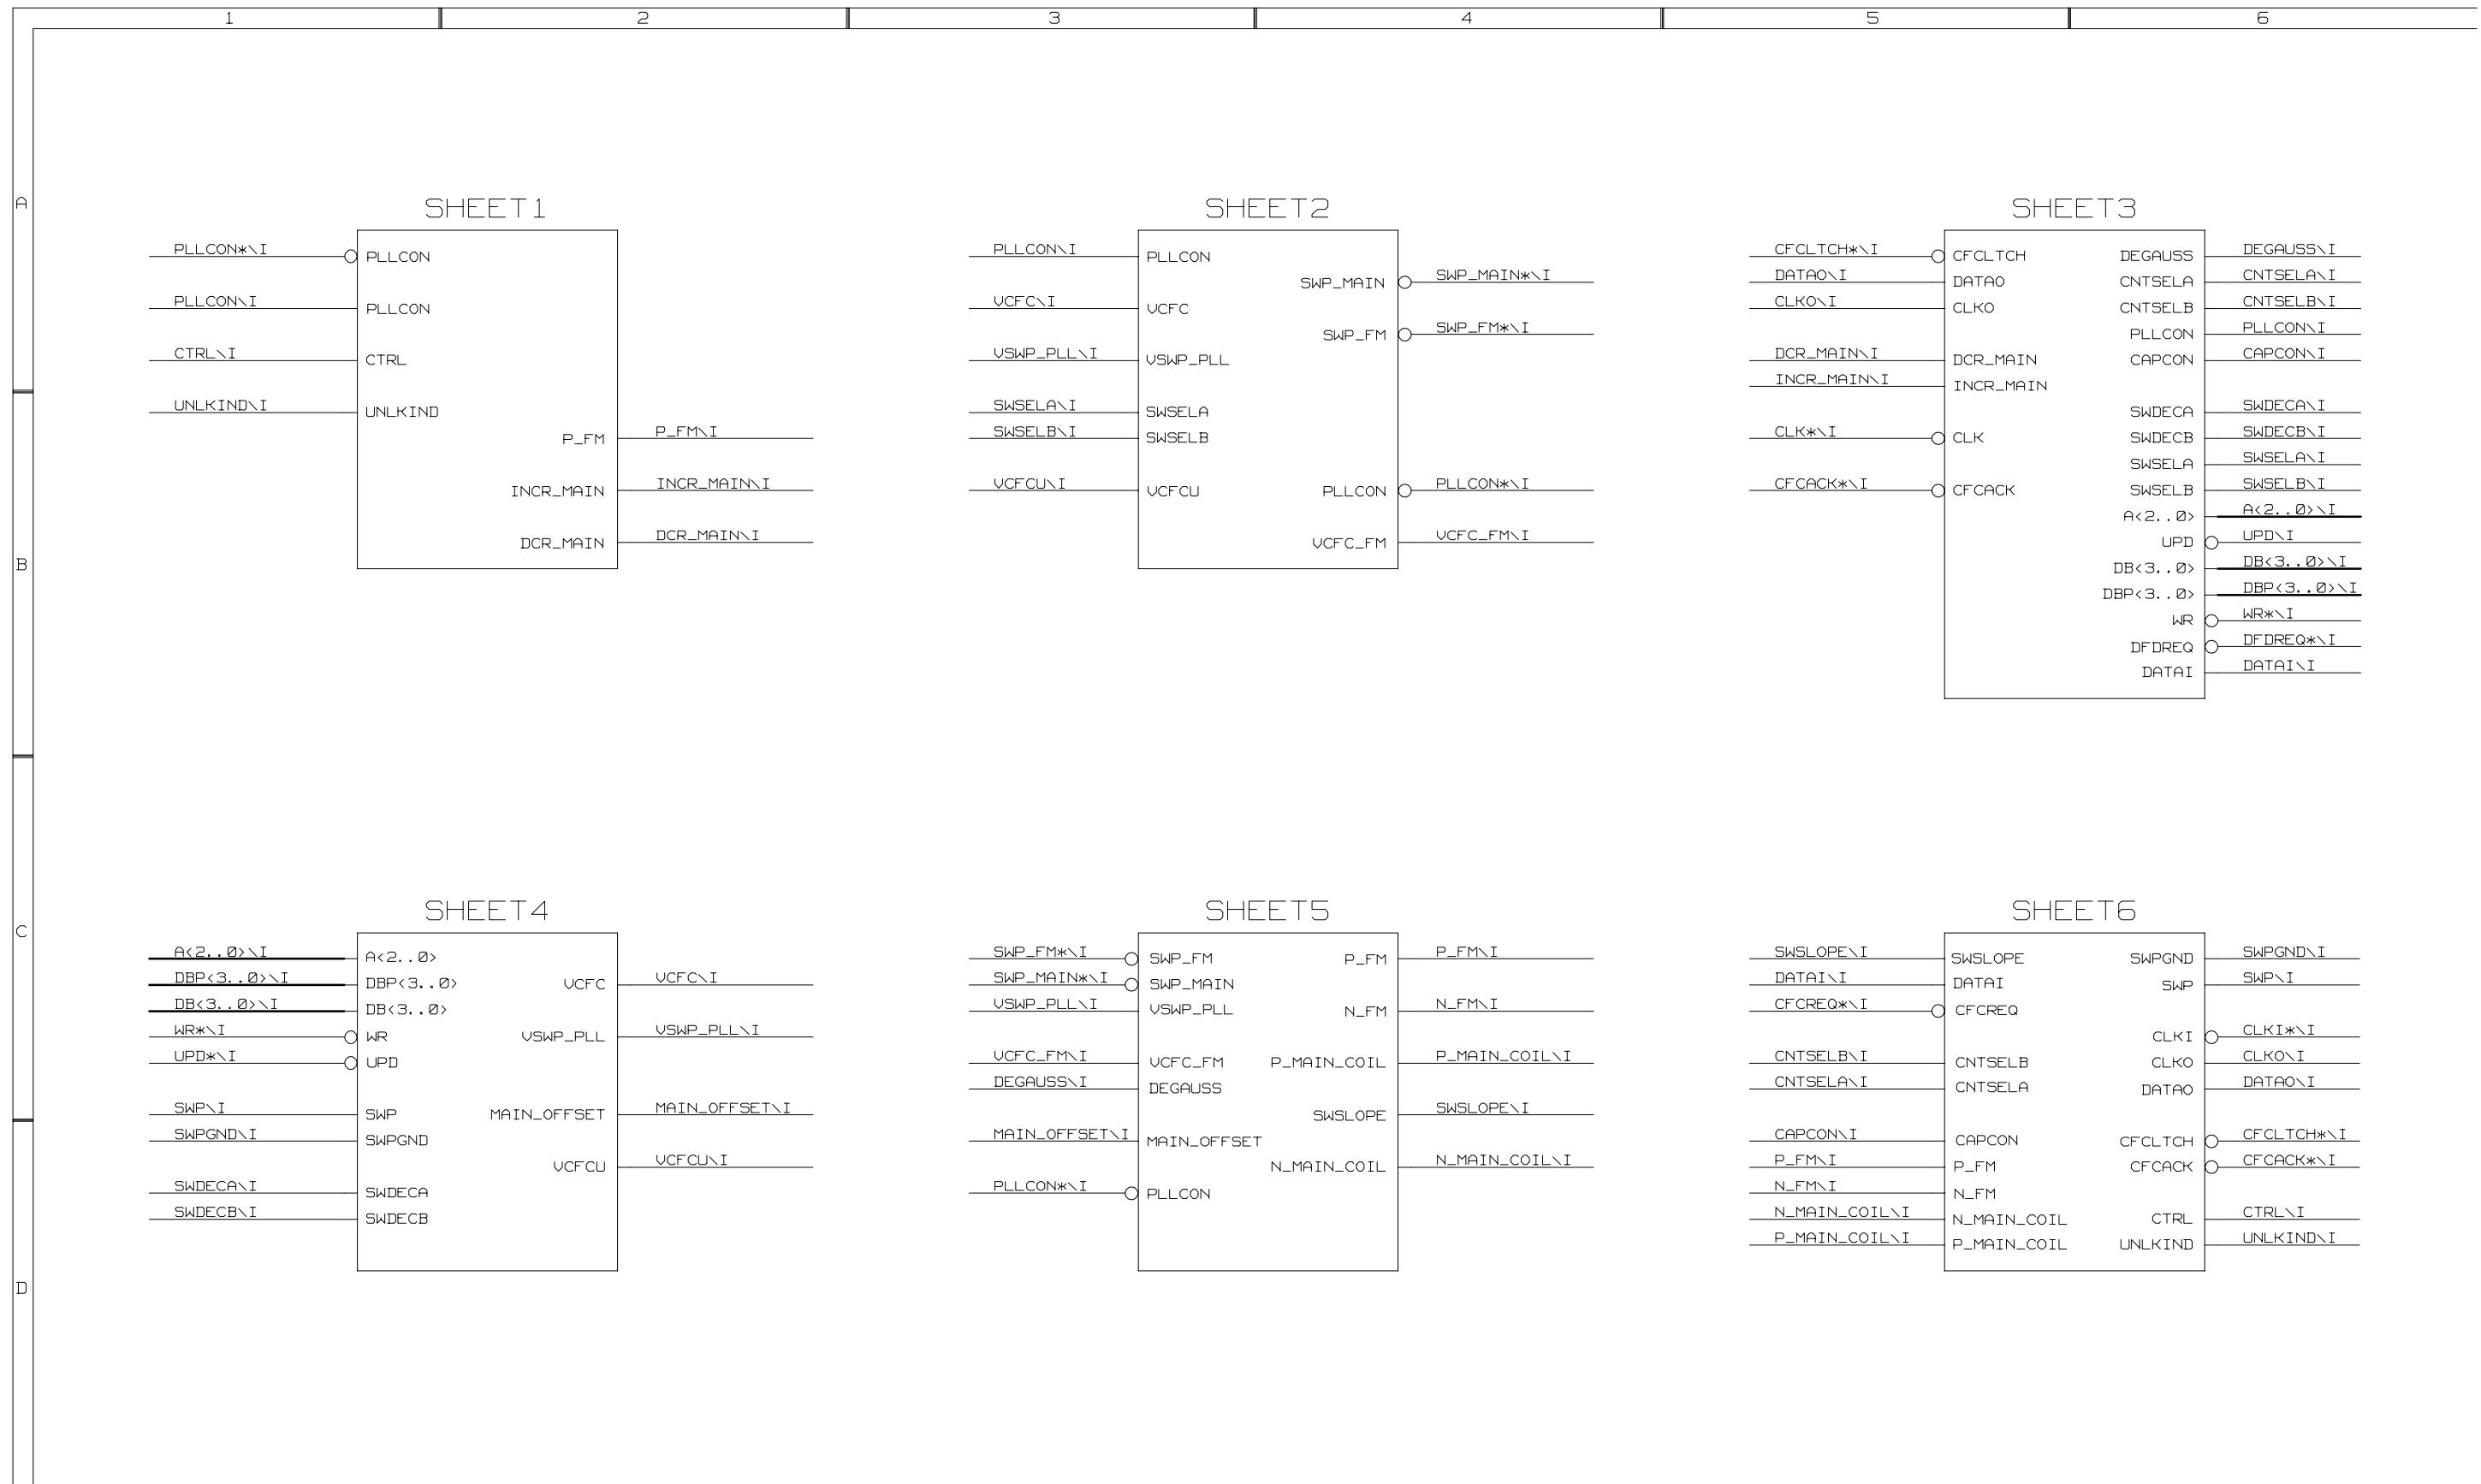 1 2 3 4 5 6
A
B
C
D
SHEET1
PLLCON*\I PLLCON
PLLCON\I PLLCON
CTRL\I CTRL
UNLKIND\I UNLKIND
P_FM P_FM\I
INCR_MAIN INCR_MAIN\I
DCR_MAIN DCR_MAIN\I
SHEET2
PLLCON\I PLLCON
SWP_MAIN SWP_MAIN*\I
VCFC\I VCFC
SWP_FM SWP_FM*\I
VSWP_PLL\I VSWP_PLL
SWSELA\I SWSELA
SWSELB\I SWSELB
VCFCU\I VCFCU PLLCON PLLCON*\I
VCFC_FM VCFC_FM\I
SHEET3
CFCLTCH*\I CFCLTCH DEGAUSS DEGAUSS\I
DATAO\I DATAO CNTSELA CNTSELA\I
CLKO\I CLKO CNTSELB CNTSELB\I
PLLCON PLLCON\I
DCR_MAIN\I DCR_MAIN CAPCON CAPCON\I
INCR_MAIN\I INCR_MAIN
SWDECA SWDECA\I
CLK*\I CLK SWDECB SWDECB\I
SWSELA SWSELA\I
CFCACK*\I CFCACK SWSELB SWSELB\I
A<2..0> A<2..0>\I
UPD UPD\I
DB<3..0> DB<3..0>\I
DBP<3..0> DBP<3..0>\I
WR WR*\I
DFDREQ DFDREQ*\I
DATAI DATAI\I
SHEET4
A<2..0>\I A<2..0>
DBP<3..0>\I DBP<3..0> VCFC VCFC\I
DB<3..0>\I DB<3..0>
WR*\I WR VSWP_PLL VSWP_PLL\I
UPD*\I UPD
SWP\I SWP MAIN_OFFSET MAIN_OFFSET\I
SWPGND\I SWPGND
VCFCU VCFCU\I
SWDECA\I SWDECA
SWDECB\I SWDECB
SHEET5
SWP_FM*\I SWP_FM P_FM P_FM\I
SWP_MAIN*\I SWP_MAIN
VSWP_PLL\I VSWP_PLL N_FM N_FM\I
VCFC_FM\I VCFC_FM P_MAIN_COIL P_MAIN_COIL\I
DEGAUSS\I DEGAUSS
SWSLOPE SWSLOPE\I
MAIN_OFFSET\I MAIN_OFFSET
N_MAIN_COIL N_MAIN_COIL\I
PLLCON*\I PLLCON
SHEET6
SWSLOPE\I SWSLOPE SWPGND SWPGND\I
DATAI\I DATAI SWP SWP\I
CFCREQ*\I CFCREQ
CLKI CLKI*\I
CNTSELB\I CNTSELB CLKO CLKO\I
CNTSELA\I CNTSELA DATAO DATAO\I
CAPCON\I CAPCON CFCLTCH CFCLTCH*\I
P_FM\I P_FM CFCACK CFCACK*\I
N_FM\I N_FM
N_MAIN_COIL\I N_MAIN_COIL CTRL CTRL\I
P_MAIN_COIL\I P_MAIN_COIL UNLKIND UNLKIND\I